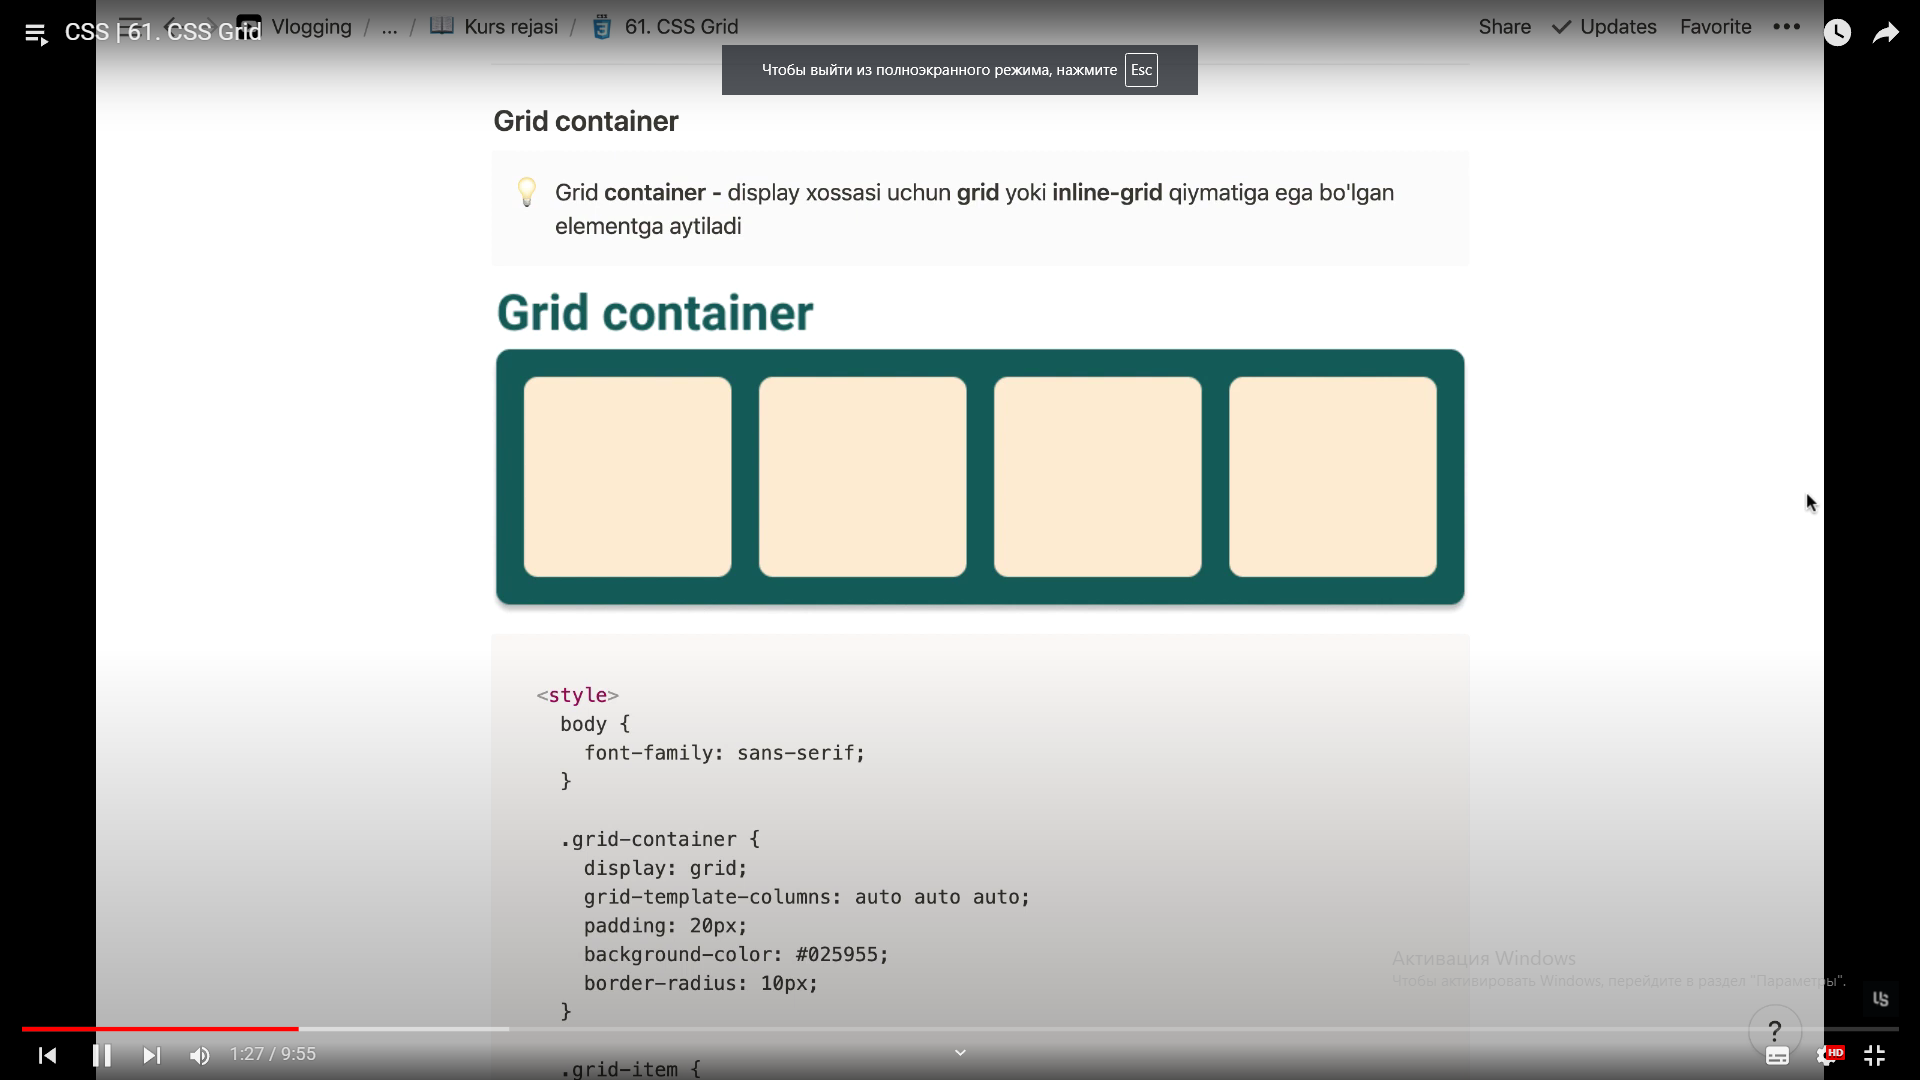 CSS | 61. CSS Grid
Vlogging / ... / Kurs rejasi / 61. CSS Grid
Share Updates Favorite •••
Чтобы выйти из полноэкранного режима, нажмите Esc
Grid container
Grid container - display xossasi uchun grid yoki inline-grid qiymatiga ega bo'lgan
elementga aytiladi
Grid container
<style>
body {
font-family: sans-serif;
}
.grid-container {
display: grid;
grid-template-columns: auto auto auto;
padding: 20px;
background-color: #025955;
border-radius: 10px;
}
.grid-item {
Активация Windows
Чтобы активировать Windows, перейдите в раздел "Параметры".
?
1:27 / 9:55
HD